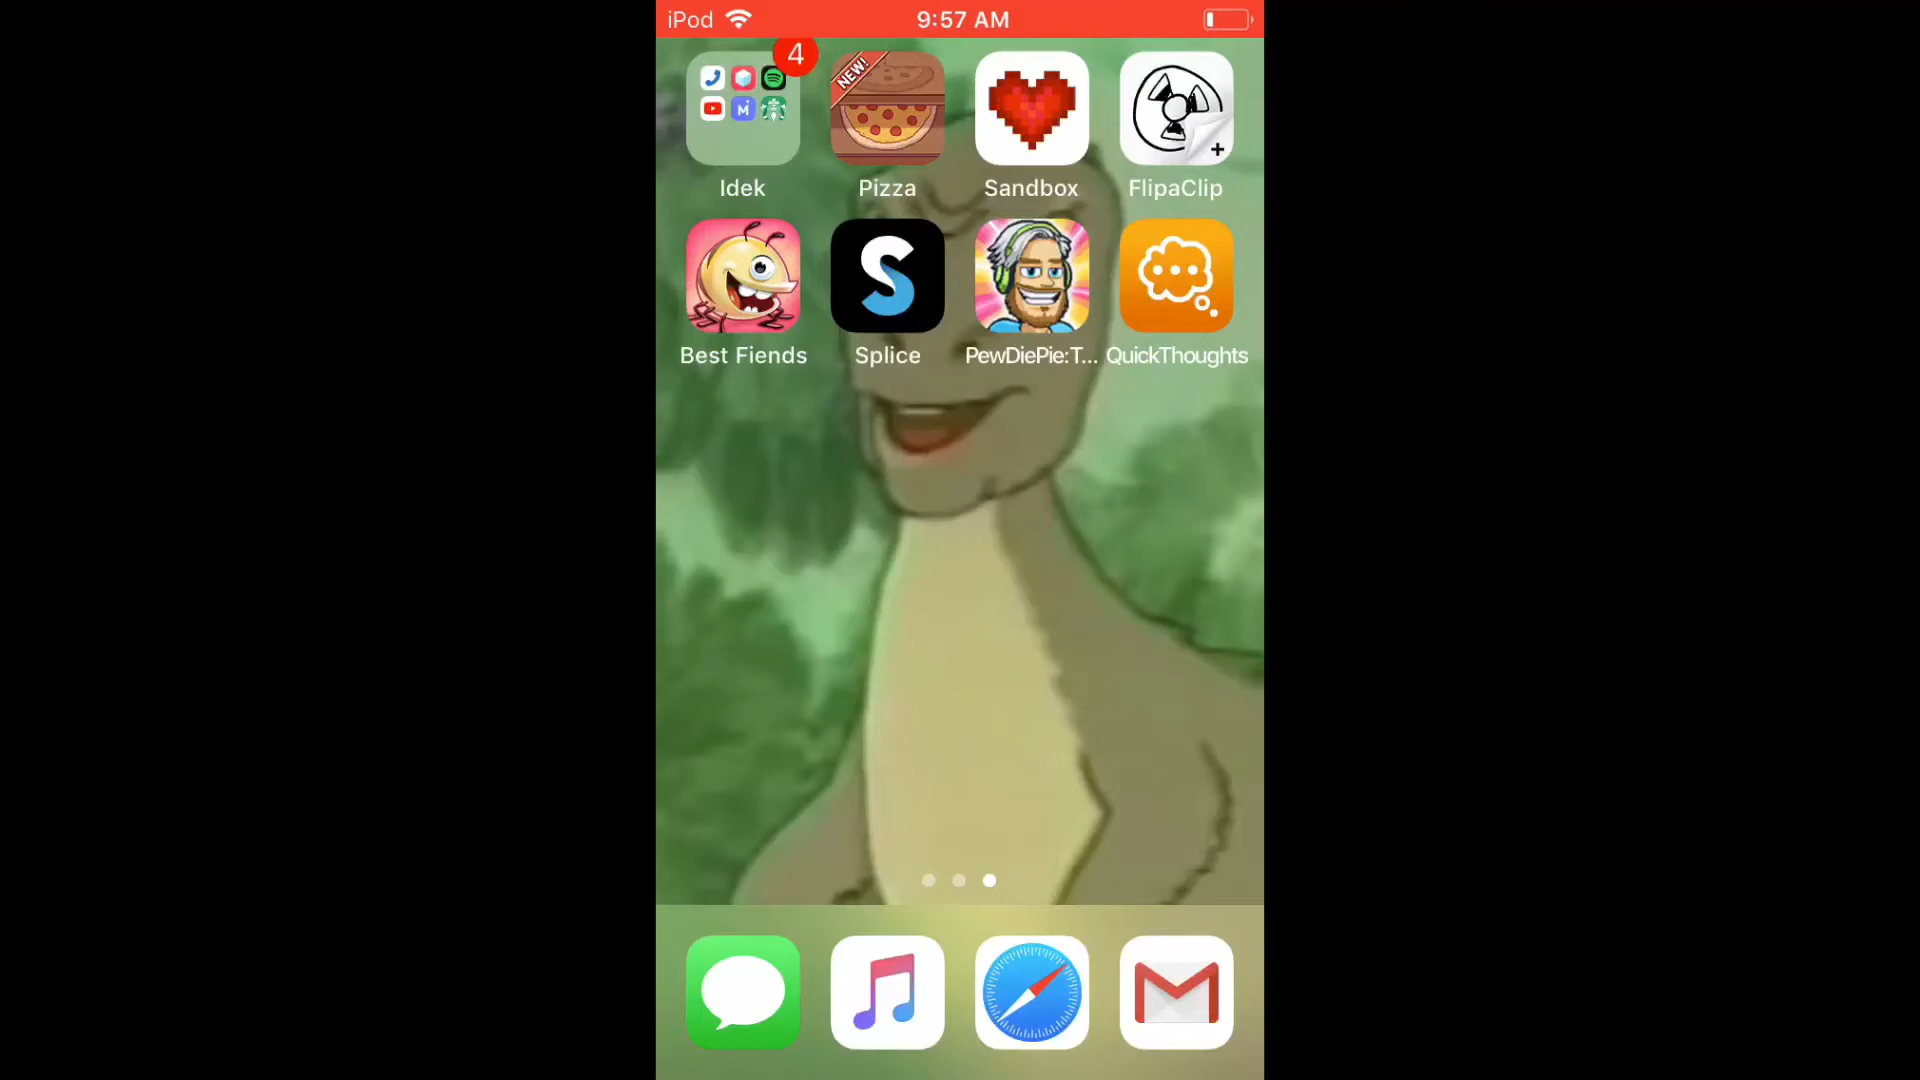 iPod 9:57 AM
4
NEW!
Idek Pizza Sandbox FlipaClip
S
Best Fiends Splice PewDiePie:T... QuickThoughts